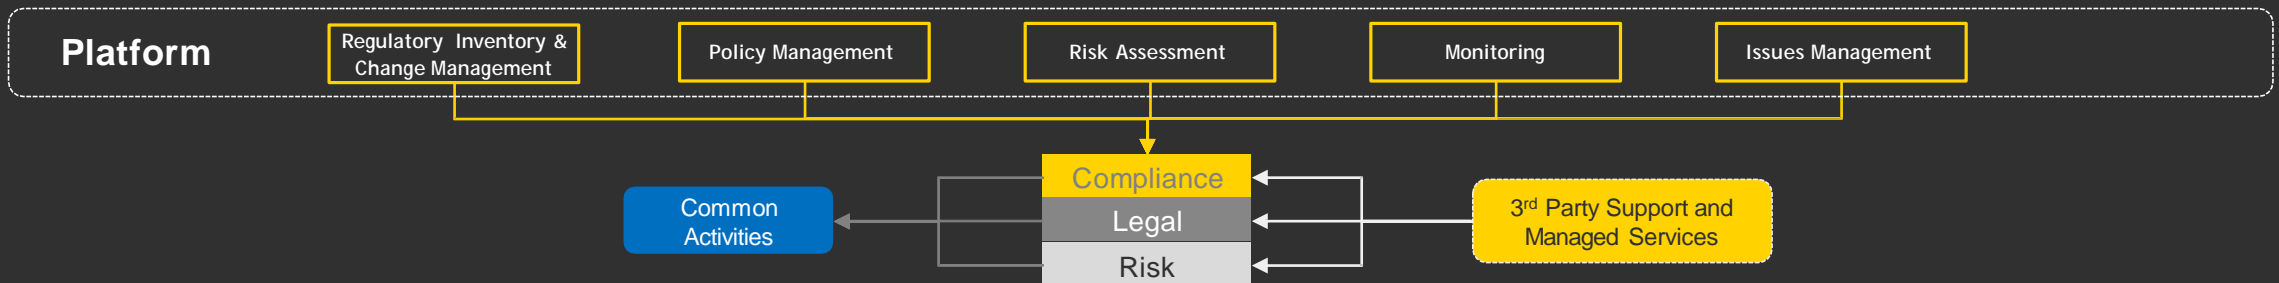 Platform
Regulatory Inventory &
Change Management
Policy Management
Risk Assessment
Monitoring
Issues Management
Compliance
Common
Activities
Legal
3rd Party Support and
Managed Services
Risk